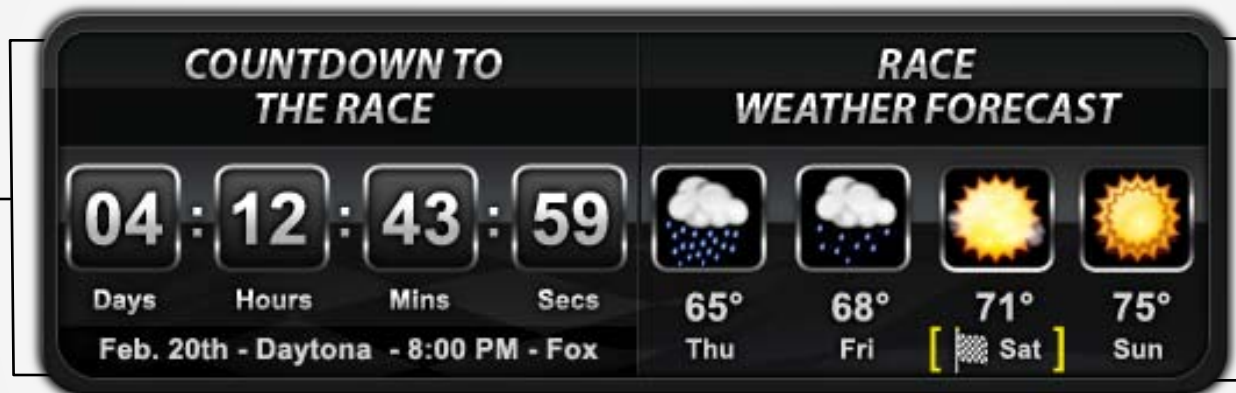 COUNTDOWN TO
THE RACE
04 : 12 : 43 : 59
Days Hours Mins Secs
Feb. 20th - Daytona - 8:00 PM - Fox
RACE
WEATHER FORECAST
65° 68° 71° 75°
Thu Fri [ Sat ] Sun